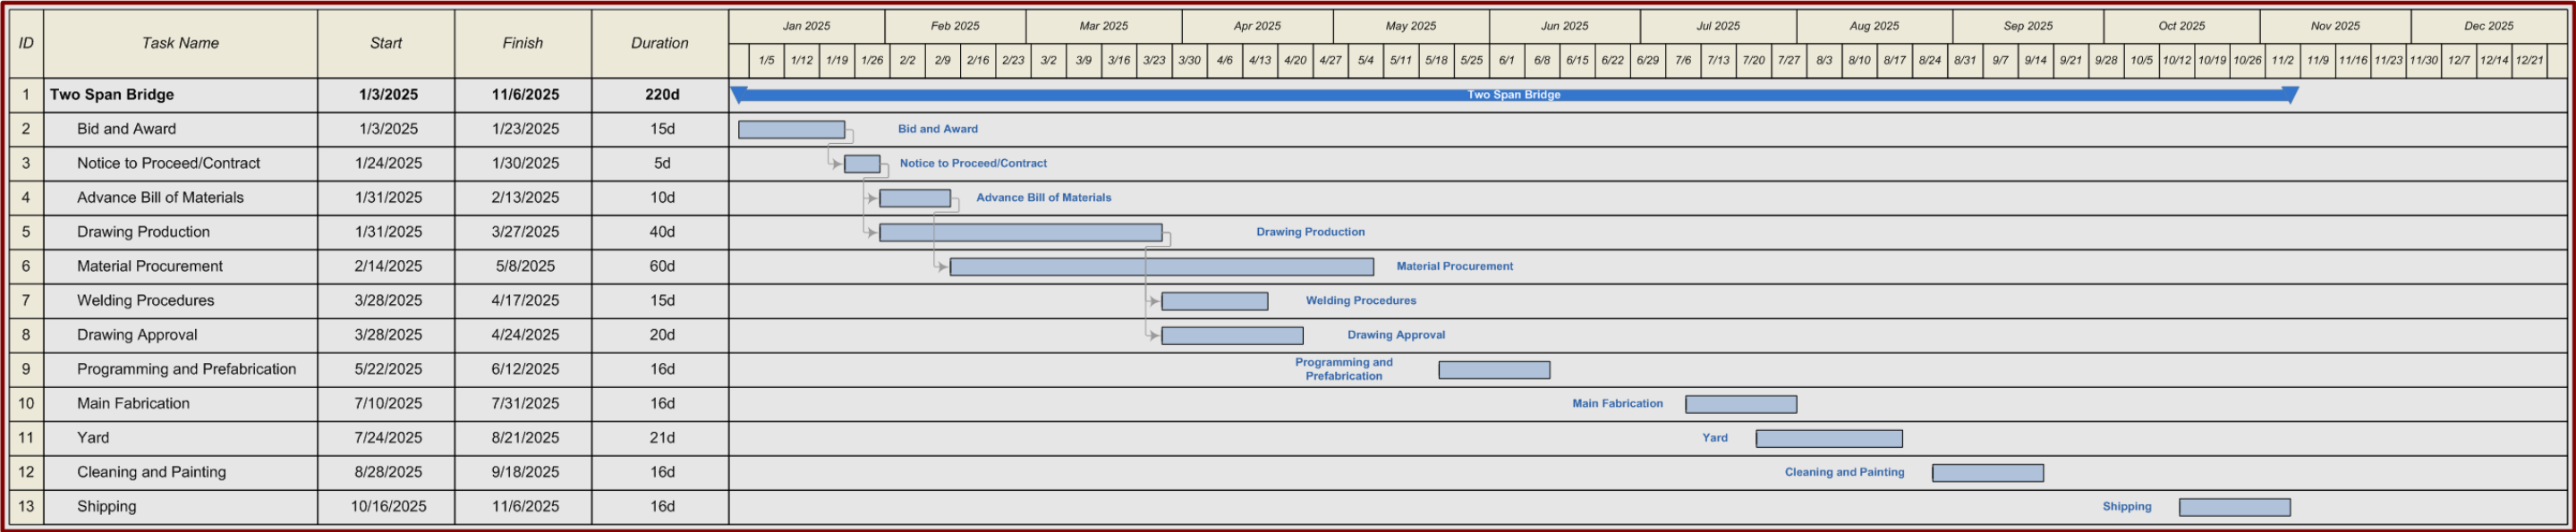 ID Task Name Start Finish Duration Jan 2025 Feb 2025 Mar 2025 Apr 2025 May 2025 Jun 2025 Jul 2025 Aug 2025 Sep 2025 Oct 2025 Nov 2025 Dec 2025
1/5 1/12 1/19 1/26 2/2 2/9 2/16 2/23 3/2 3/9 3/16 3/23 3/30 4/6 4/13 4/20 4/27 5/4 5/11 5/18 5/25 6/1 6/8 6/15 6/22 6/29 7/6 7/13 7/20 7/27 8/3 8/10 8/17 8/24 8/31 9/7 9/14 9/21 9/28 10/5 10/12 10/19 10/26 11/2 11/9 11/16 11/23 11/30 12/7 12/14 12/21
1 Two Span Bridge 1/3/2025 11/6/2025 220d Two Span Bridge
2 Bid and Award 1/3/2025 1/23/2025 15d Bid and Award
3 Notice to Proceed/Contract 1/24/2025 1/30/2025 5d Notice to Proceed/Contract
4 Advance Bill of Materials 1/31/2025 2/13/2025 10d Advance Bill of Materials
5 Drawing Production 1/31/2025 3/27/2025 40d Drawing Production
6 Material Procurement 2/14/2025 5/8/2025 60d Material Procurement
7 Welding Procedures 3/28/2025 4/17/2025 15d Welding Procedures
8 Drawing Approval 3/28/2025 4/24/2025 20d Drawing Approval
9 Programming and Prefabrication 5/22/2025 6/12/2025 16d Programming and
Prefabrication
10 Main Fabrication 7/10/2025 7/31/2025 16d Main Fabrication
11 Yard 7/24/2025 8/21/2025 21d Yard
12 Cleaning and Painting 8/28/2025 9/18/2025 16d Cleaning and Painting
13 Shipping 10/16/2025 11/6/2025 16d Shipping